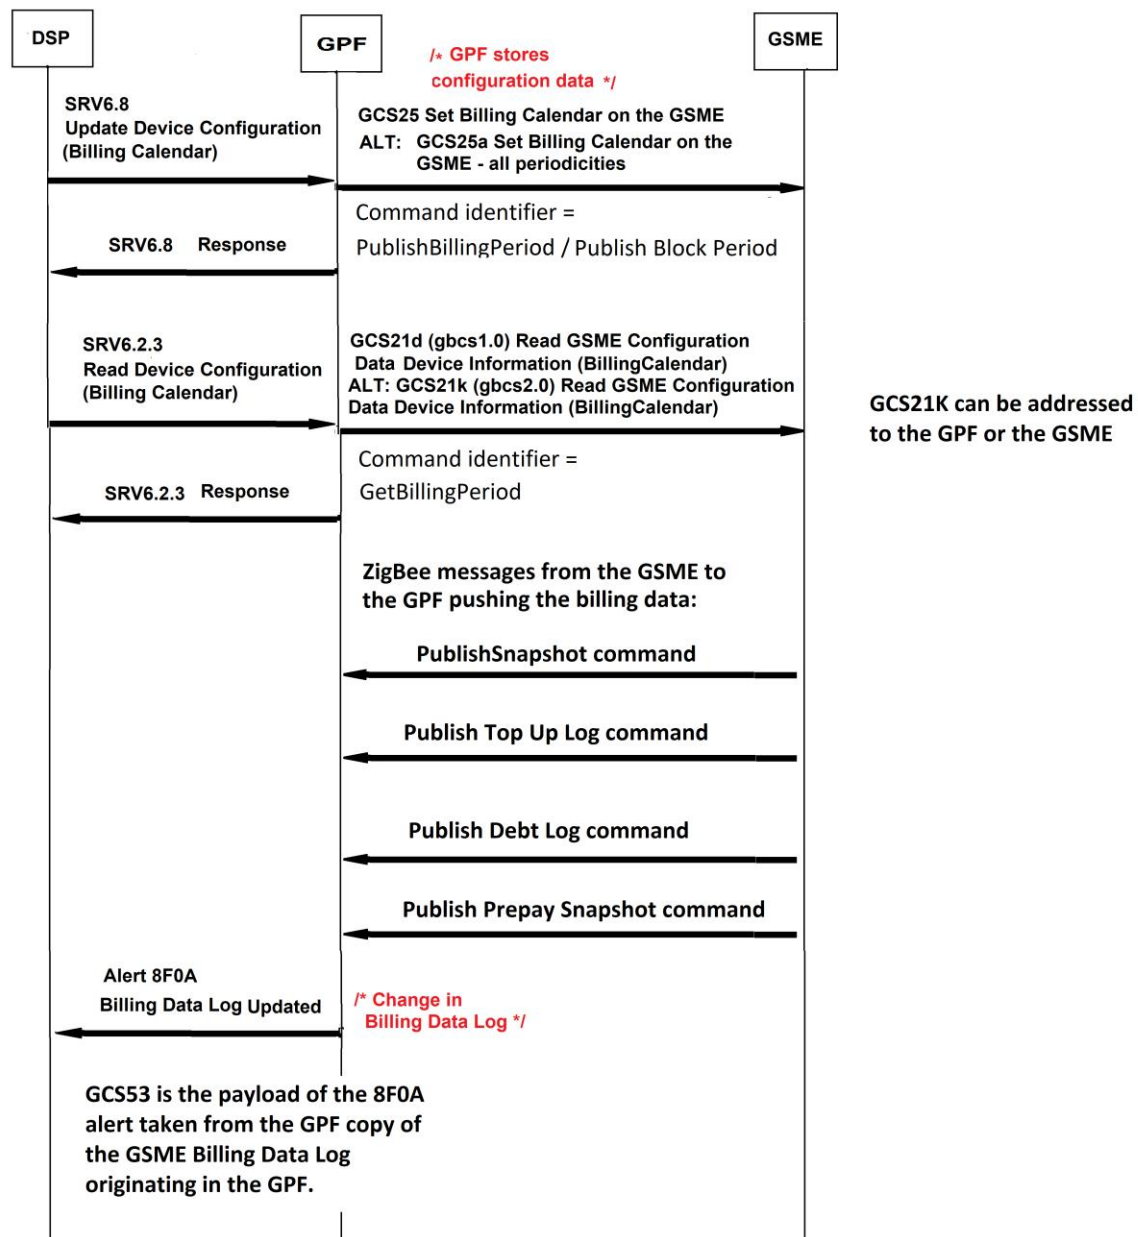 DSP
GPF
GSME
/* GPF stores
configuration data */
SRV6.8
Update Device Configuration
(Billing Calendar)
GCS25 Set Billing Calendar on the GSME
ALT: GCS25a Set Billing Calendar on the
GSME - all periodicities
Command identifier =
PublishBillingPeriod / Publish Block Period
SRV6.8 Response
SRV6.2.3
Read Device Configuration
(Billing Calendar)
GCS21d (gbcs1.0) Read GSME Configuration
Data Device Information (BillingCalendar)
ALT: GCS21k (gbcs2.0) Read GSME Configuration
Data Device Information (BillingCalendar)
GCS21K can be addressed
to the GPF or the GSME
Command identifier =
GetBillingPeriod
SRV6.2.3 Response
ZigBee messages from the GSME to
the GPF pushing the billing data:
PublishSnapshot command
Publish Top Up Log command
Publish Debt Log command
Publish Prepay Snapshot command
Alert 8F0A
Billing Data Log Updated
/* Change in
Billing Data Log */
GCS53 is the payload of the 8F0A
alert taken from the GPF copy of
the GSME Billing Data Log
originating in the GPF.